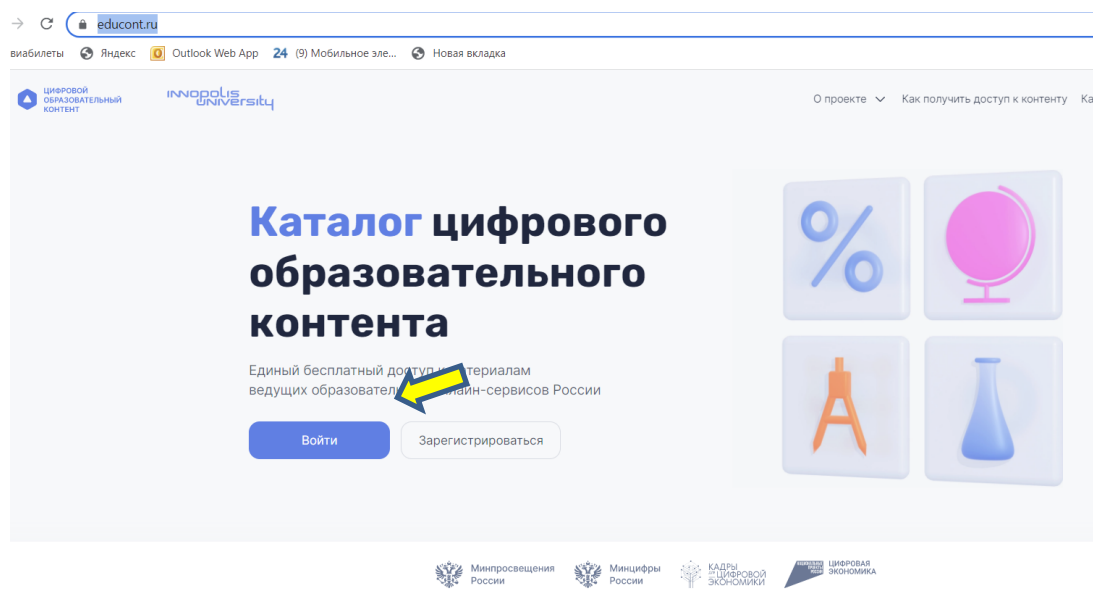 educont.ru
виабилеты Яндекс Outlook Web App 24 (9) Мобильное эле... Новая вкладка
ЦИФРОВОЙ
ОБРАЗОВАТЕЛЬНЫЙ
КОНТЕНТ
INNOPOLIS
UNIVERSITY
О проекте Как получить доступ к контенту Ка
Каталог цифрового
образовательного
контента
Единый бесплатный доступ к материалам
ведущих образовательных онлайн-сервисов России
Войти Зарегистрироваться
Минпросвещения
России
Минцифры
России
КАДРЫ
ЦИФРОВОЙ
ЭКОНОМИКИ
ЦИФРОВАЯ
ЭКОНОМИКА